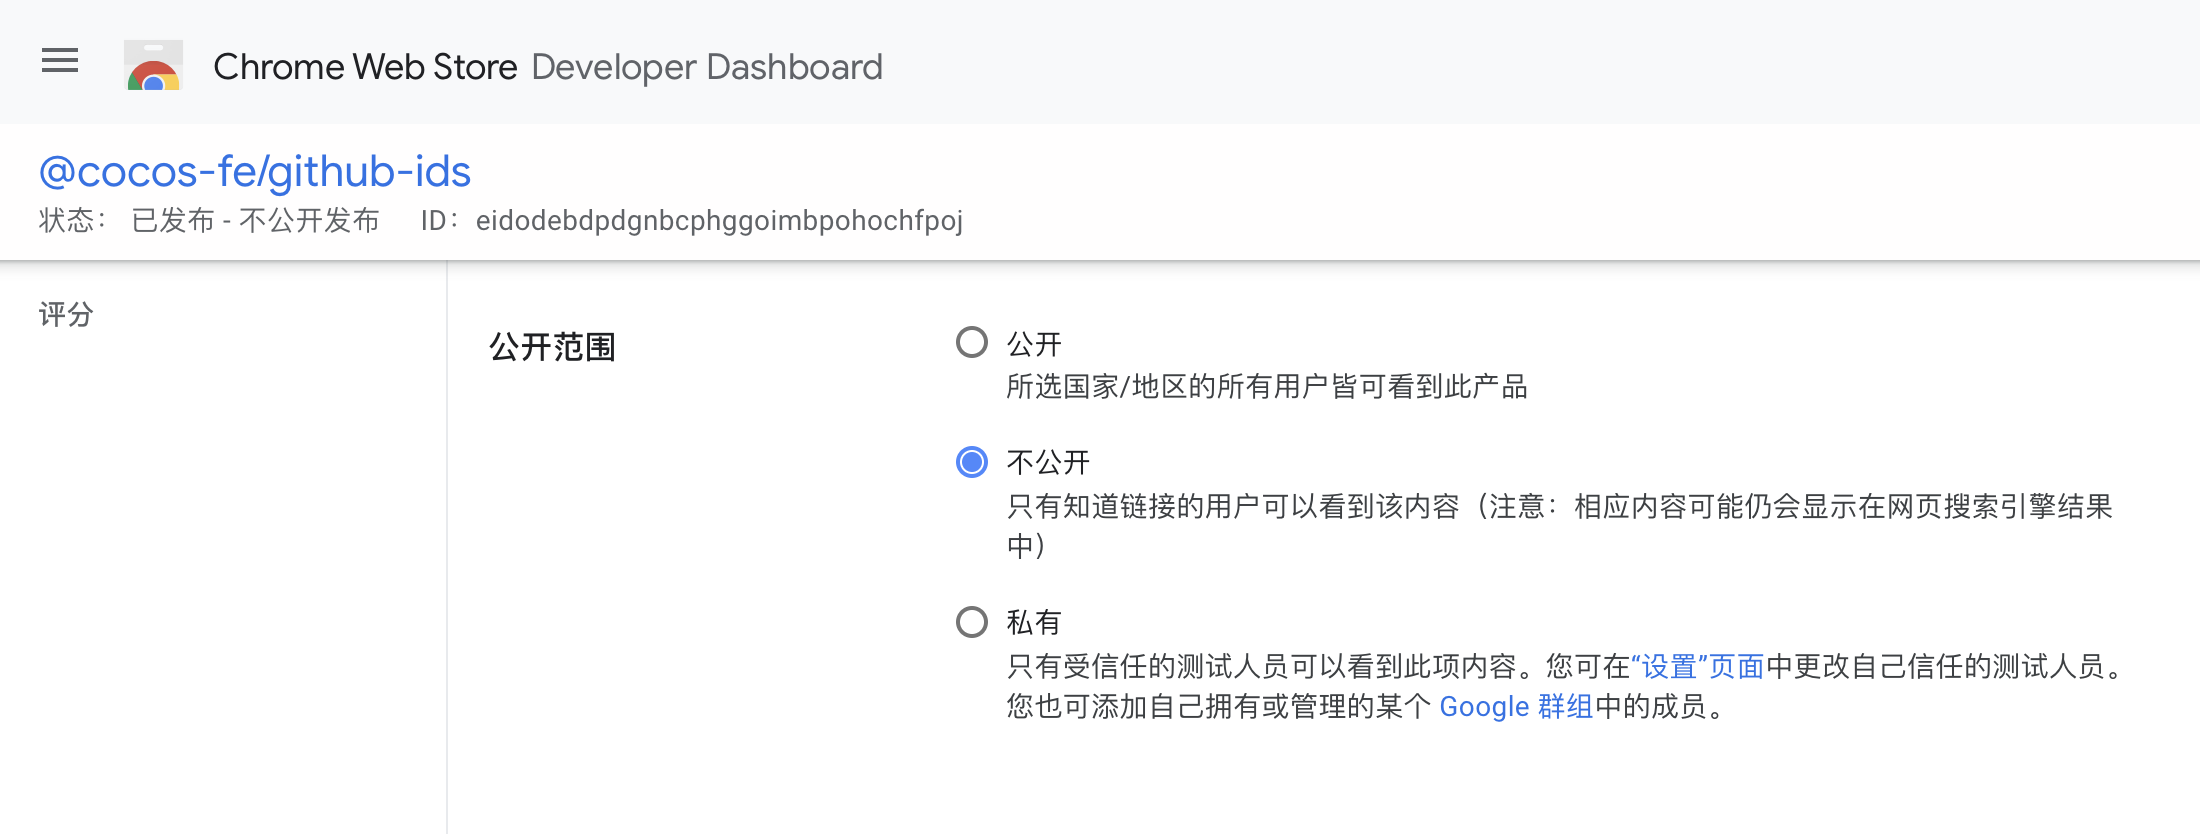 Chrome Web Store Developer Dashboard
@cocos-fe/github-ids
状态： 已发布 - 不公开发布 ID： eidodebdpdgnbcphggoimbpohochfpoj
评分
公开范围
公开
所选国家/地区的所有用户皆可看到此产品
不公开
只有知道链接的用户可以看到该内容（注意：相应内容可能仍会显示在网页搜索引擎结果
中）
私有
只有受信任的测试人员可以看到此项内容。您可在“设置”页面中更改自己信任的测试人员。
您也可添加自己拥有或管理的某个 Google 群组中的成员。